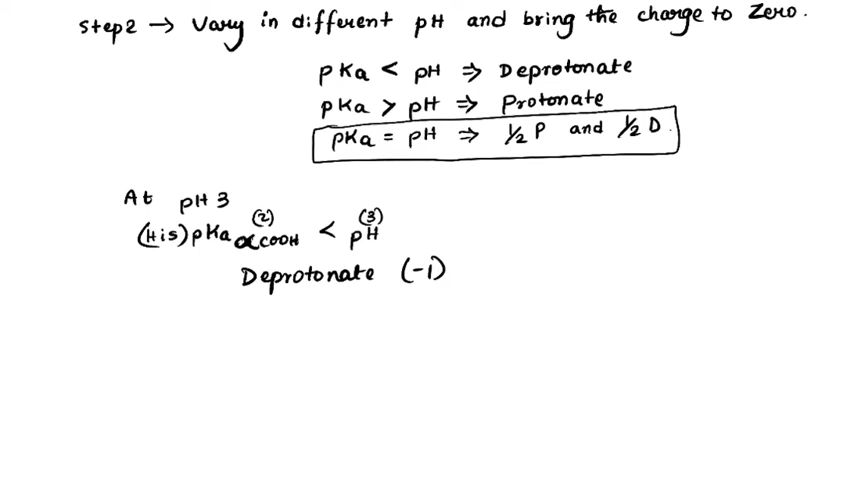 Step2 → Vary in different pH and bring the charge to Zero.
pKa < pH ⇒ Deprotonate
pKa > pH ⇒ Protonate
pKa = pH ⇒ 1/2 P and 1/2 D.
At pH 3
(His) pKa αCOOH (2) < pH (3)
Deprotonate (-1)